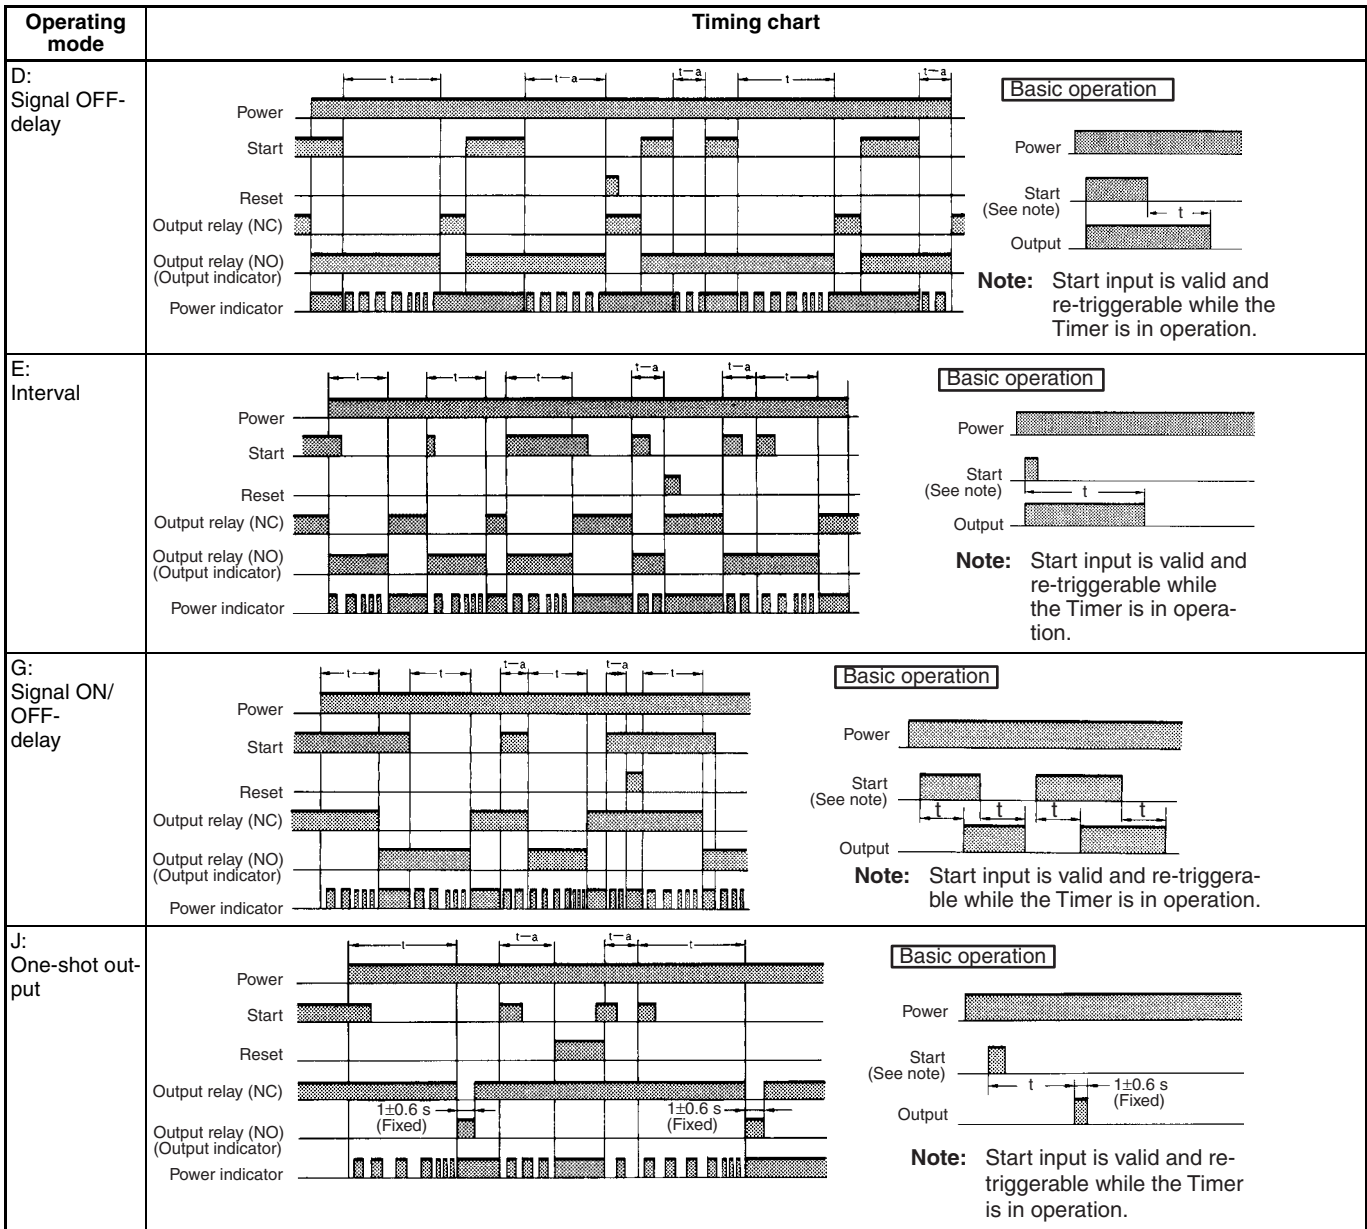 Operating mode
Timing chart
D:
Signal OFF-
delay
t
t−a
t−a
t
t−a
Power
Start
Reset
Output relay (NC)
Output relay (NO)
(Output indicator)
Power indicator
Basic operation
Power
Start
(See note)
t
Output
Note: Start input is valid and
re-triggerable while the
Timer is in operation.
E:
Interval
t
t
t
t−a
t−a
t
Power
Start
Reset
Output relay (NC)
Output relay (NO)
(Output indicator)
Power indicator
Basic operation
Power
Start
(See note)
t
Output
Note: Start input is valid and
re-triggerable while
the Timer is in opera-
tion.
G:
Signal ON/
OFF-
delay
t
t
t−a
t
t−a
t
Power
Start
Reset
Output relay (NC)
Output relay (NO)
(Output indicator)
Power indicator
Basic operation
Power
Start
(See note)
t
t
t
t
Output
Note: Start input is valid and re-triggera-
ble while the Timer is in operation.
J:
One-shot out-
put
t
t−a
t−a
t
Power
Start
Reset
Output relay (NC)
1±0.6 s
(Fixed)
1±0.6 s
(Fixed)
Output relay (NO)
(Output indicator)
Power indicator
Basic operation
Power
Start
(See note)
t
1±0.6 s
(Fixed)
Output
Note: Start input is valid and re-
triggerable while the Timer
is in operation.